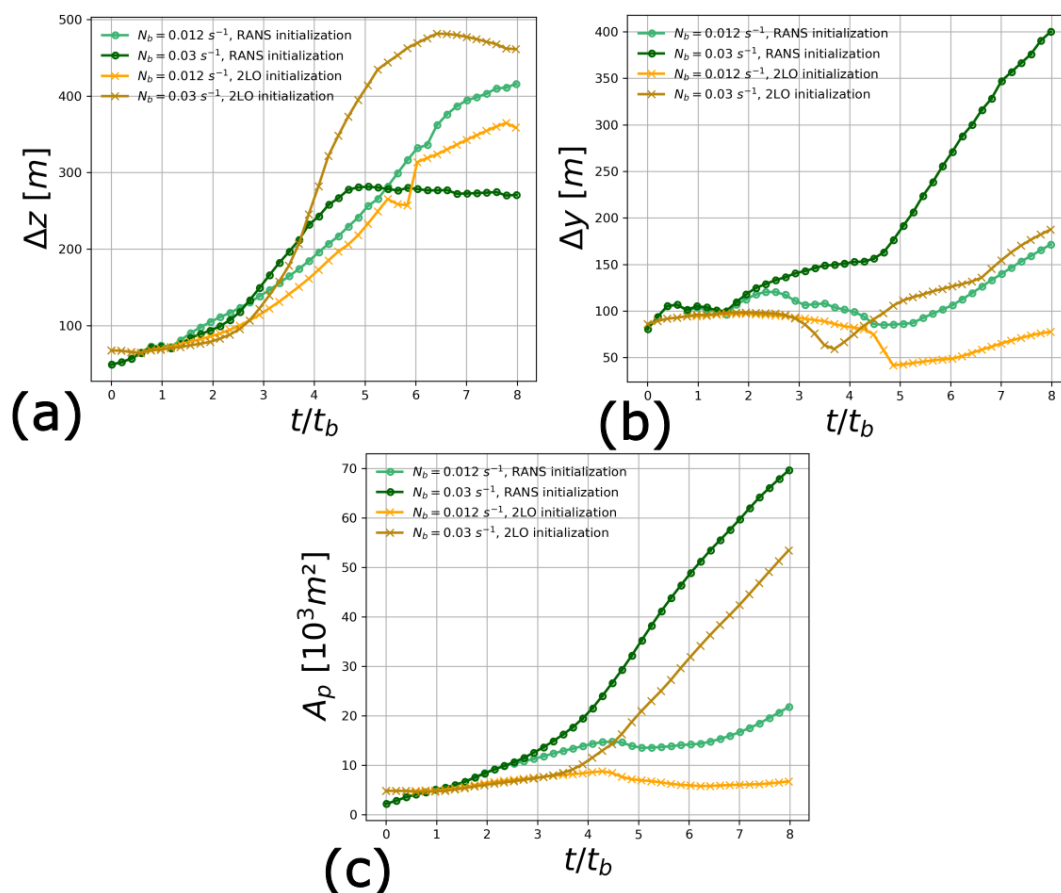 500
400
300
200
100
Δz [m]
N_b = 0.012 s⁻¹, RANS initialization
N_b = 0.03 s⁻¹, RANS initialization
N_b = 0.012 s⁻¹, 2LO initialization
N_b = 0.03 s⁻¹, 2LO initialization
0 1 2 3 4 5 6 7 8
t/t_b
(a)
400
350
300
250
200
150
100
50
Δy [m]
N_b = 0.012 s⁻¹, RANS initialization
N_b = 0.03 s⁻¹, RANS initialization
N_b = 0.012 s⁻¹, 2LO initialization
N_b = 0.03 s⁻¹, 2LO initialization
0 1 2 3 4 5 6 7 8
t/t_b
(b)
70
60
50
40
30
20
10
0
A_p [10³m²]
N_b = 0.012 s⁻¹, RANS initialization
N_b = 0.03 s⁻¹, RANS initialization
N_b = 0.012 s⁻¹, 2LO initialization
N_b = 0.03 s⁻¹, 2LO initialization
0 1 2 3 4 5 6 7 8
t/t_b
(c)